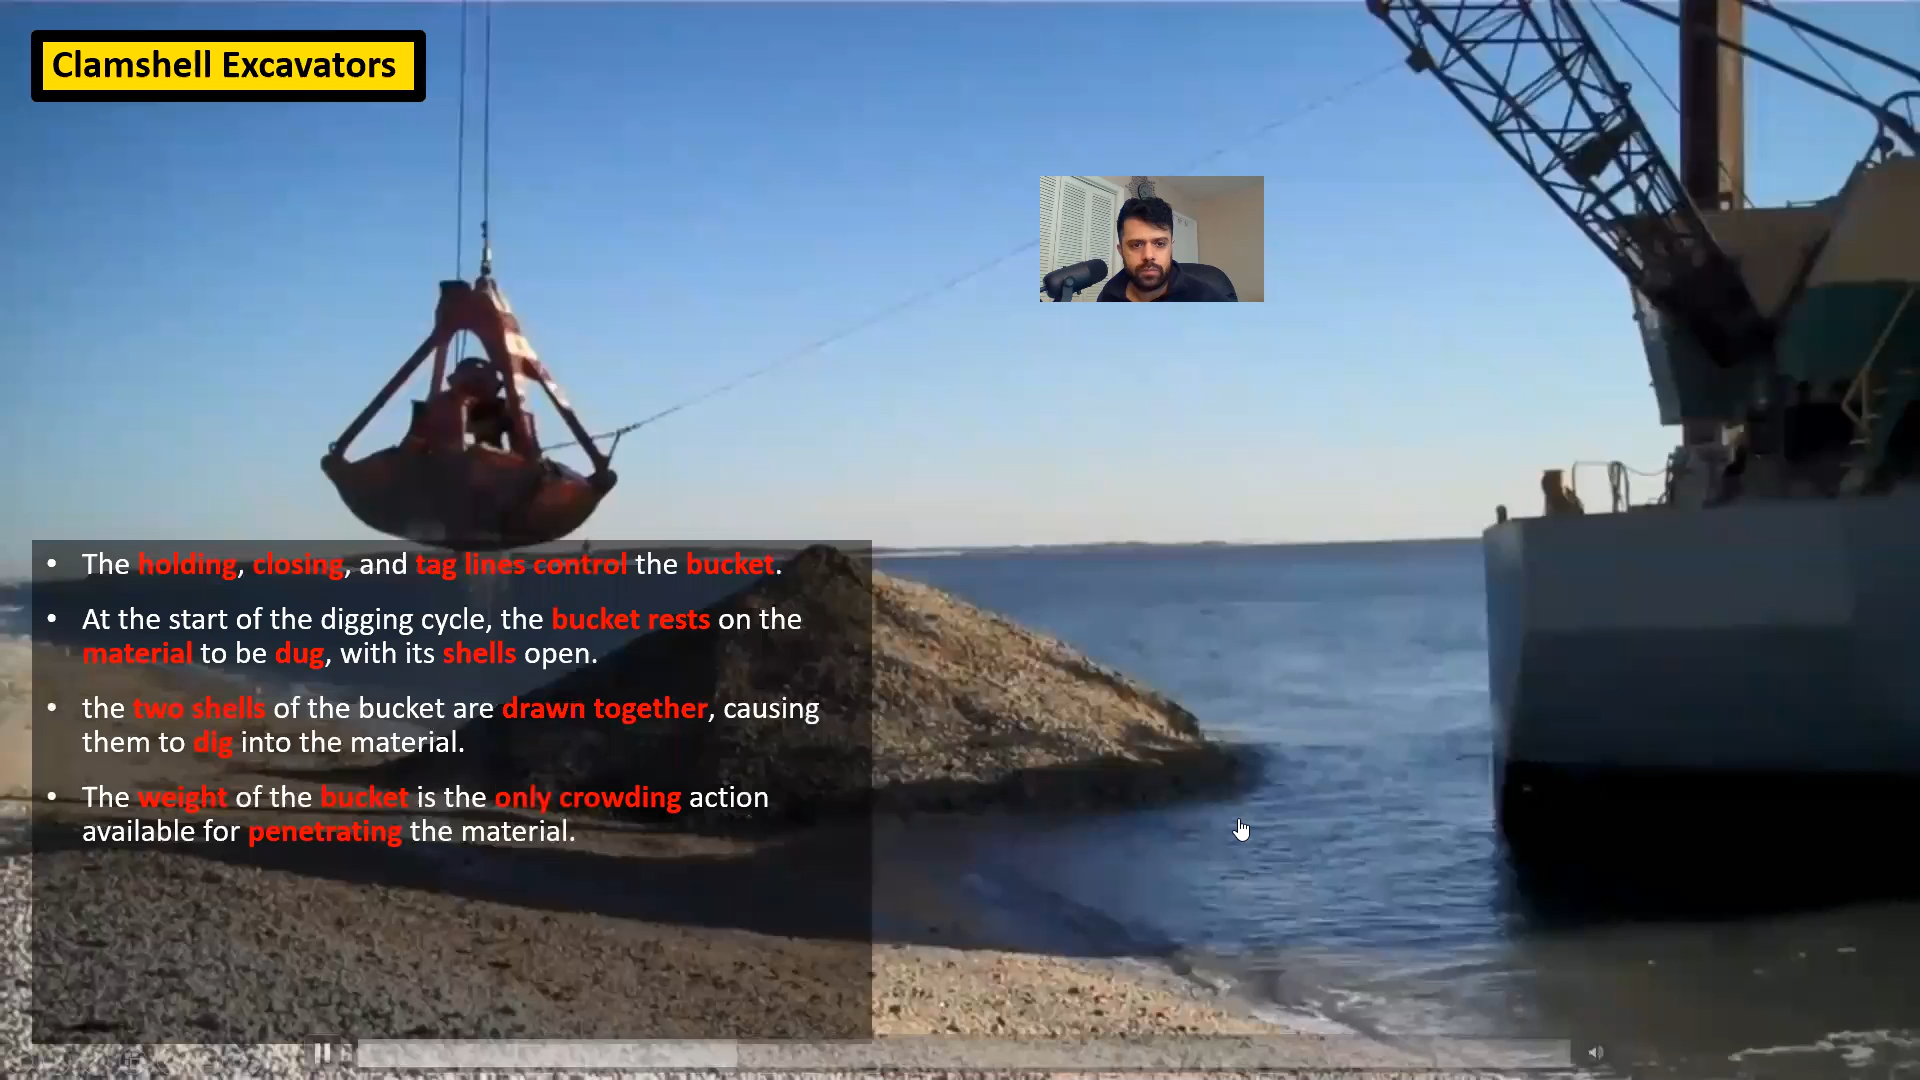 Clamshell Excavators
• The holding, closing, and tag lines control the bucket.
• At the start of the digging cycle, the bucket rests on the
material to be dug, with its shells open.
• the two shells of the bucket are drawn together, causing
them to dig into the material.
• The weight of the bucket is the only crowding action
available for penetrating the material.